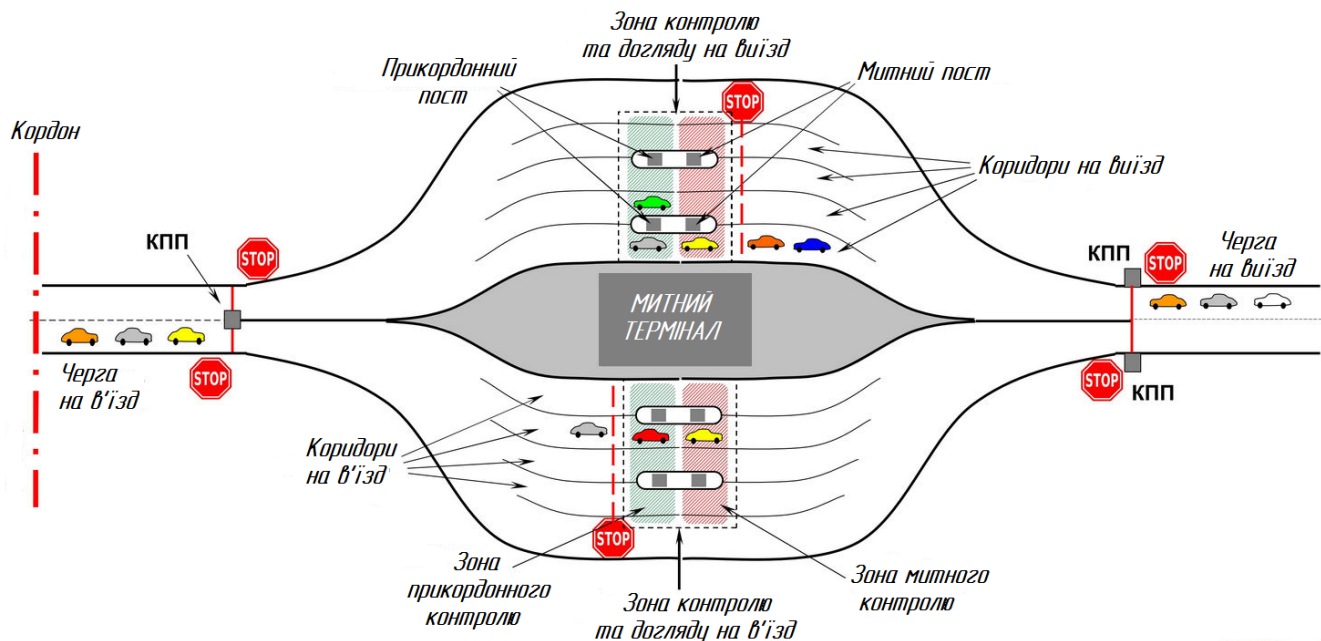 Зона контролю
та догляду на виїзд
Прикордонний
пост
Митний пост
STOP
Кордон
Коридори на виїзд
КПП
STOP
КПП
STOP
Черга
на виїзд
МИТНИЙ
ТЕРМІНАЛ
Черга
на в'їзд
STOP
STOP
КПП
Коридори
на в'їзд
STOP
Зона
прикордонного
контролю
Зона контролю
та догляду на в'їзд
Зона митного
контролю